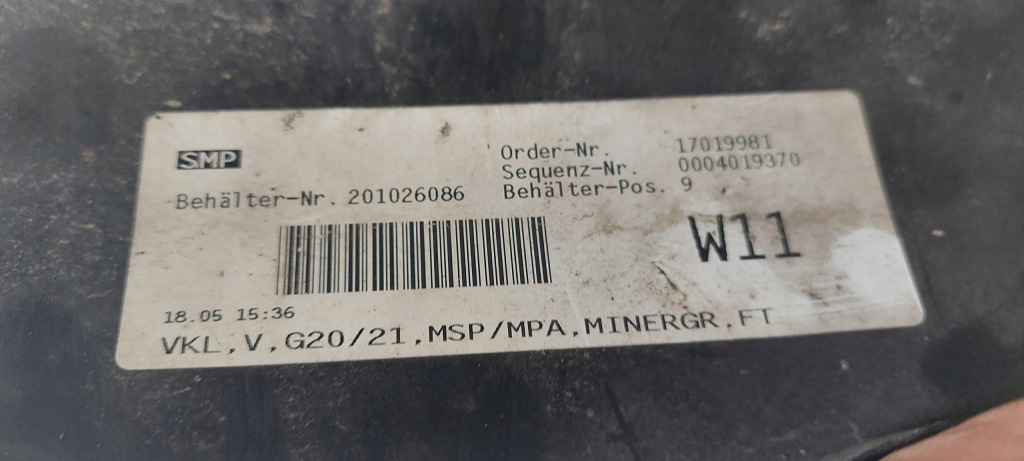 SMP
Order-Nr. 17019981
Sequenz-Nr. 0004019370
Behälter-Nr. 201026086 Behälter-Pos. 9
W11
18.05 15:36
VKL,V,G20/21,MSP/MPA,MINERGR,FT